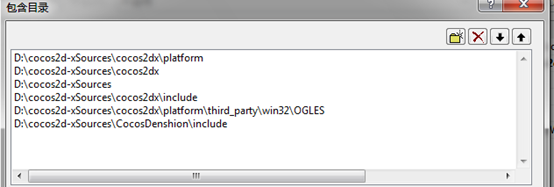 包含目录
D:\cocos2d-xSources\cocos2dx\platform
D:\cocos2d-xSources\cocos2dx
D:\cocos2d-xSources
D:\cocos2d-xSources\cocos2dx\include
D:\cocos2d-xSources\cocos2dx\platform\third_party\win32\OGLES
D:\cocos2d-xSources\CocosDenshion\include